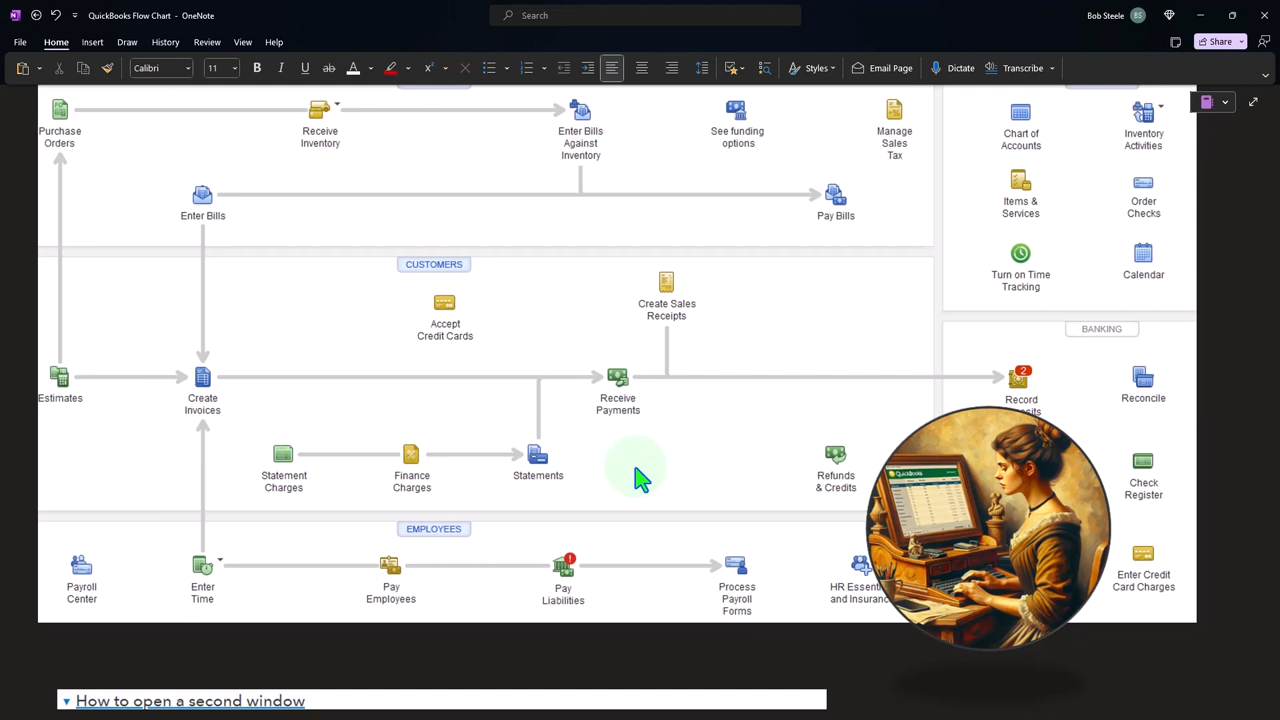 QuickBooks Flow Chart - OneNote
Search
Bob Steele
BS
File
Home
Insert
Draw
History
Review
View
Help
Share
Calibri
11
Styles
Email Page
Dictate
Transcribe
Purchase
Orders
Receive
Inventory
Enter Bills
Against
Inventory
See funding
options
Manage
Sales
Tax
Chart of
Accounts
Inventory
Activities
Enter Bills
Pay Bills
Items &
Services
Order
Checks
CUSTOMERS
Turn on Time
Tracking
Calendar
Accept
Credit Cards
Create Sales
Receipts
BANKING
Estimates
Create
Invoices
Receive
Payments
2
Record
Reconcile
Statement
Charges
Finance
Charges
Statements
Refunds
& Credits
QuickBooks
Check
Register
EMPLOYEES
Payroll
Center
Enter
Time
Pay
Employees
Pay
Liabilities
Process
Payroll
Forms
HR Essenti
and Insuranc
Enter Credit
Card Charges
How to open a second window